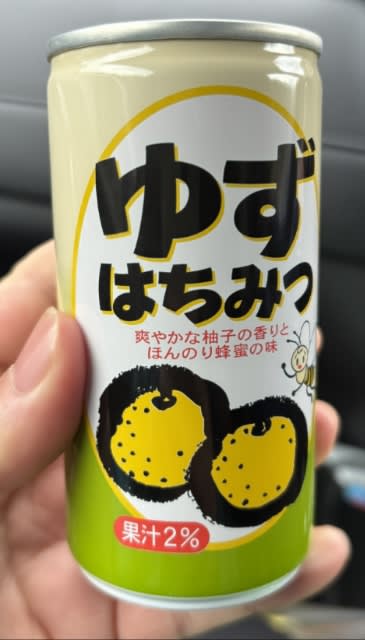 ゆず
はちみつ
爽やかな柚子の香りと
ほんのり蜂蜜の味
果汁2%